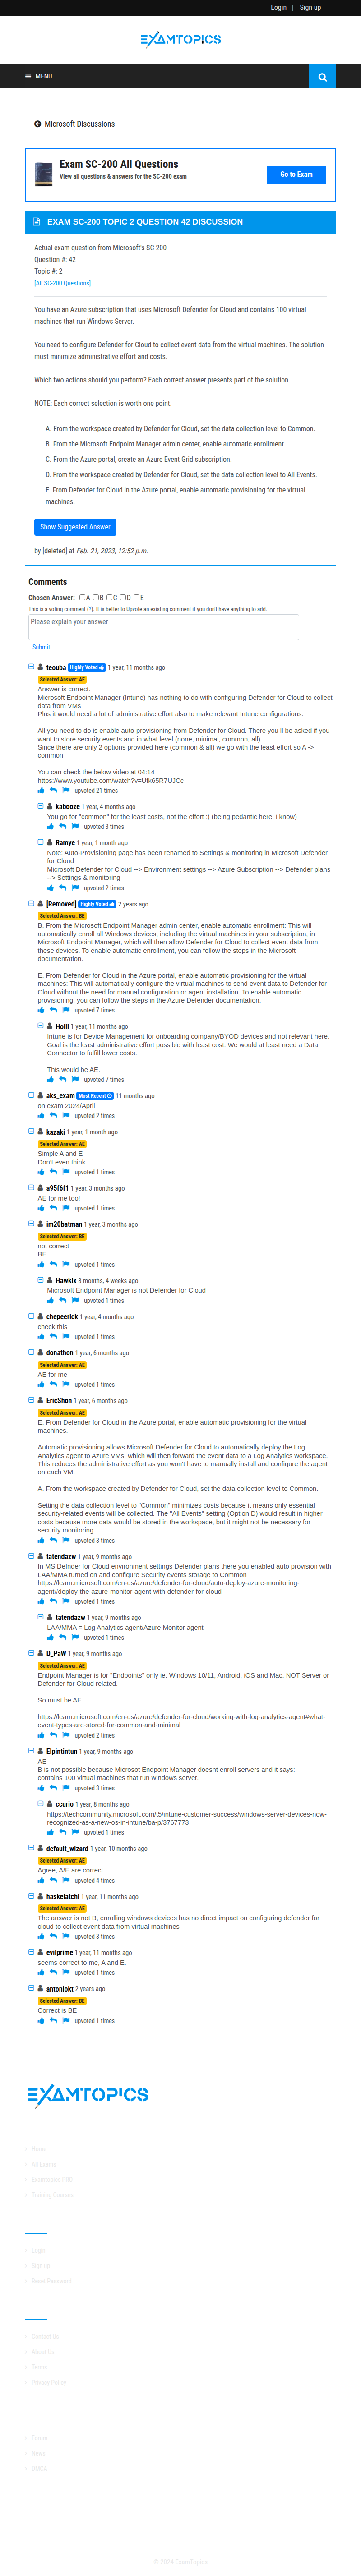 Login | Sign up
EXAMTOPICS
MENU
Microsoft Discussions
Exam SC-200 All Questions
View all questions & answers for the SC-200 exam
Go to Exam
EXAM SC-200 TOPIC 2 QUESTION 42 DISCUSSION
Actual exam question from Microsoft's SC-200
Question #: 42
Topic #: 2
[All SC-200 Questions]
You have an Azure subscription that uses Microsoft Defender for Cloud and contains 100 virtual
machines that run Windows Server.
You need to configure Defender for Cloud to collect event data from the virtual machines. The solution
must minimize administrative effort and costs.
Which two actions should you perform? Each correct answer presents part of the solution.
NOTE: Each correct selection is worth one point.
A. From the workspace created by Defender for Cloud, set the data collection level to Common.
B. From the Microsoft Endpoint Manager admin center, enable automatic enrollment.
C. From the Azure portal, create an Azure Event Grid subscription.
D. From the workspace created by Defender for Cloud, set the data collection level to All Events.
E. From Defender for Cloud in the Azure portal, enable automatic provisioning for the virtual
machines.
Show Suggested Answer
by [deleted] at Feb. 21, 2023, 12:52 p.m.
Comments
Chosen Answer: A B C D E
This is a voting comment (?). It is better to Upvote an existing comment if you don't have anything to add.
Please explain your answer
Submit
teouba Highly Voted 1 year, 11 months ago
Selected Answer: AE
Answer is correct.
Microsoft Endpoint Manager (Intune) has nothing to do with configuring Defender for Cloud to collect
data from VMs
Plus it would need a lot of administrative effort also to make relevant Intune configurations.
All you need to do is enable auto-provisioning from Defender for Cloud. There you ll be asked if you
want to store security events and in what level (none, minimal, common, all).
Since there are only 2 options provided here (common & all) we go with the least effort so A ->
common
You can check the below video at 04:14
https://www.youtube.com/watch?v=Ufk65R7UJCc
upvoted 21 times
kabooze 1 year, 4 months ago
You go for "common" for the least costs, not the effort :) (being pedantic here, i know)
upvoted 3 times
Ramye 1 year, 1 month ago
Note: Auto-Provisioning page has been renamed to Settings & monitoring in Microsoft Defender
for Cloud
Microsoft Defender for Cloud --> Environment settings --> Azure Subscription --> Defender plans
--> Settings & monitoring
upvoted 2 times
[Removed] Highly Voted 2 years ago
Selected Answer: BE
B. From the Microsoft Endpoint Manager admin center, enable automatic enrollment: This will
automatically enroll all Windows devices, including the virtual machines in your subscription, in
Microsoft Endpoint Manager, which will then allow Defender for Cloud to collect event data from
these devices. To enable automatic enrollment, you can follow the steps in the Microsoft
documentation.
E. From Defender for Cloud in the Azure portal, enable automatic provisioning for the virtual
machines: This will automatically configure the virtual machines to send event data to Defender for
Cloud without the need for manual configuration or agent installation. To enable automatic
provisioning, you can follow the steps in the Azure Defender documentation.
upvoted 7 times
Holii 1 year, 11 months ago
Intune is for Device Management for onboarding company/BYOD devices and not relevant here.
Goal is the least administrative effort possible with least cost. We would at least need a Data
Connector to fulfill lower costs.
This would be AE.
upvoted 7 times
aks_exam Most Recent 11 months ago
on exam 2024/April
upvoted 2 times
kazaki 1 year, 1 month ago
Selected Answer: AE
Simple A and E
Don't even think
upvoted 1 times
a95f6f1 1 year, 3 months ago
AE for me too!
upvoted 1 times
im20batman 1 year, 3 months ago
Selected Answer: BE
not correct
BE
upvoted 1 times
Hawklx 8 months, 4 weeks ago
Microsoft Endpoint Manager is not Defender for Cloud
upvoted 1 times
chepeerick 1 year, 4 months ago
check this
upvoted 1 times
donathon 1 year, 6 months ago
Selected Answer: AE
AE for me
upvoted 1 times
EricShon 1 year, 6 months ago
Selected Answer: AE
E. From Defender for Cloud in the Azure portal, enable automatic provisioning for the virtual
machines.
Automatic provisioning allows Microsoft Defender for Cloud to automatically deploy the Log
Analytics agent to Azure VMs, which will then forward the event data to a Log Analytics workspace.
This reduces the administrative effort as you won't have to manually install and configure the agent
on each VM.
A. From the workspace created by Defender for Cloud, set the data collection level to Common.
Setting the data collection level to "Common" minimizes costs because it means only essential
security-related events will be collected. The "All Events" setting (Option D) would result in higher
costs because more data would be stored in the workspace, but it might not be necessary for
security monitoring.
upvoted 3 times
tatendazw 1 year, 9 months ago
In MS Defnder for Cloud environment settings Defender plans there you enabled auto provision with
LAA/MMA turned on and configure Security events storage to Common
https://learn.microsoft.com/en-us/azure/defender-for-cloud/auto-deploy-azure-monitoring-
agent#deploy-the-azure-monitor-agent-with-defender-for-cloud
upvoted 1 times
tatendazw 1 year, 9 months ago
LAA/MMA = Log Analytics agent/Azure Monitor agent
upvoted 1 times
D_PaW 1 year, 9 months ago
Selected Answer: AE
Endpoint Manager is for "Endpoints" only ie. Windows 10/11, Android, iOS and Mac. NOT Server or
Defender for Cloud related.
So must be AE
https://learn.microsoft.com/en-us/azure/defender-for-cloud/working-with-log-analytics-agent#what-
event-types-are-stored-for-common-and-minimal
upvoted 2 times
Elpintintun 1 year, 9 months ago
AE
B is not possible because Microsot Endpoint Manager doesnt enroll servers and it says:
contains 100 virtual machines that run windows server.
upvoted 3 times
ccurio 1 year, 8 months ago
https://techcommunity.microsoft.com/t5/intune-customer-success/windows-server-devices-now-
recognized-as-a-new-os-in-intune/ba-p/3767773
upvoted 1 times
default_wizard 1 year, 10 months ago
Selected Answer: AE
Agree, A/E are correct
upvoted 4 times
haskelatchi 1 year, 11 months ago
Selected Answer: AE
The answer is not B, enrolling windows devices has no direct impact on configuring defender for
cloud to collect event data from virtual machines
upvoted 3 times
evilprime 1 year, 11 months ago
seems correct to me, A and E.
upvoted 1 times
antoniokt 2 years ago
Selected Answer: BE
Correct is BE
upvoted 1 times
EXAMTOPICS
Home
All Exams
Examtopics PRO
Training Courses
Login
Sign up
Reset Password
Contact Us
About Us
Terms
Privacy Policy
Forum
DMCA
© 2024 ExamTopics